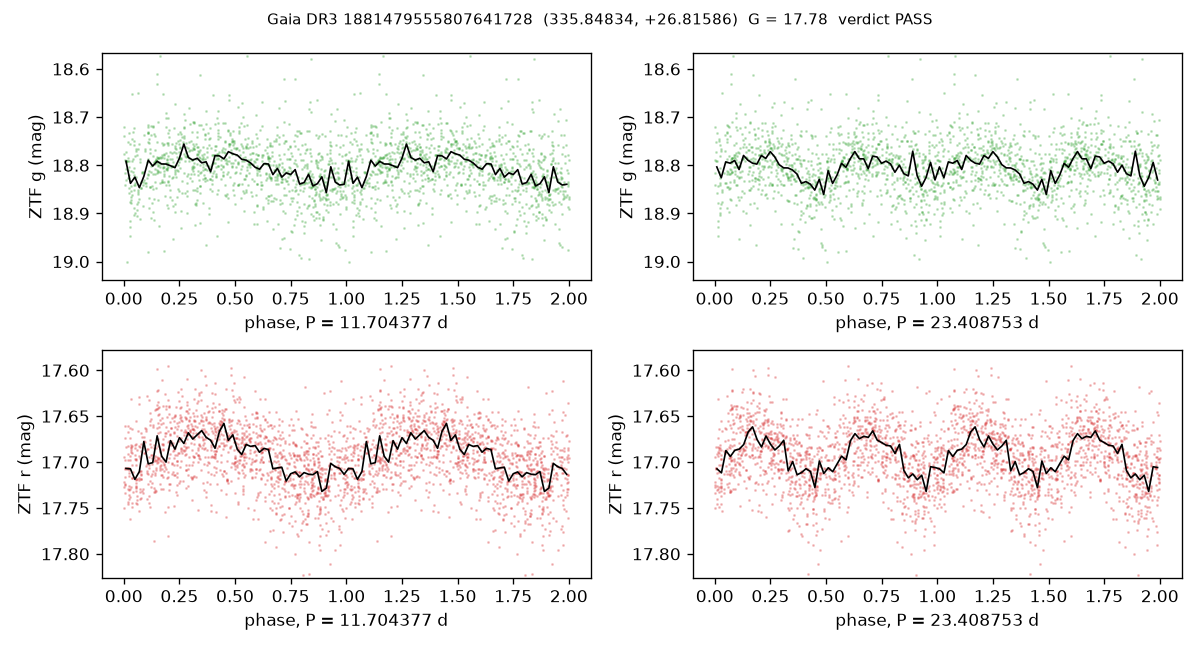 Gaia DR3 1881479555807641728 (335.84834, +26.81586) G = 17.78 verdict PASS
18.6
18.7
18.8
18.9
19.0
ZTF g (mag)
0.00 0.25 0.50 0.75 1.00 1.25 1.50 1.75 2.00
phase, P = 11.704377 d
18.6
18.7
18.8
18.9
19.0
ZTF g (mag)
0.00 0.25 0.50 0.75 1.00 1.25 1.50 1.75 2.00
phase, P = 23.408753 d
17.60
17.65
17.70
17.75
17.80
ZTF r (mag)
0.00 0.25 0.50 0.75 1.00 1.25 1.50 1.75 2.00
phase, P = 11.704377 d
17.60
17.65
17.70
17.75
17.80
ZTF r (mag)
0.00 0.25 0.50 0.75 1.00 1.25 1.50 1.75 2.00
phase, P = 23.408753 d